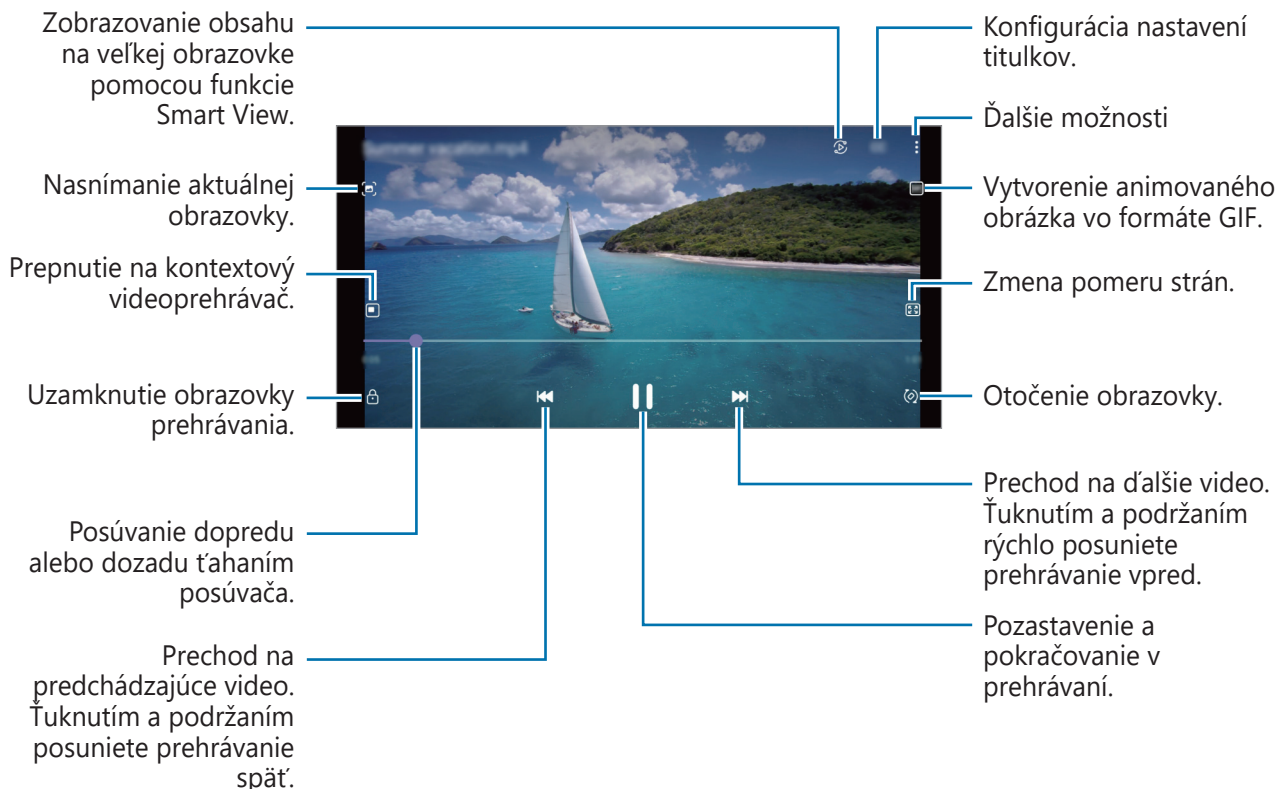 Zobrazovanie obsahu
na veľkej obrazovke
pomocou funkcie
Smart View.
Nasnímanie aktuálnej
obrazovky.
Prepnutie na kontextový
videoprehrávač.
Uzamknutie obrazovky
prehrávania.
Posúvanie dopredu
alebo dozadu ťahaním
posúvača.
Prechod na
predchádzajúce video.
Ťuknutím a podržaním
posuniete prehrávanie
späť.
Summer vacation.mp4
Konfigurácia nastavení
titulkov.
Ďalšie možnosti
Vytvorenie animovaného
obrázka vo formáte GIF.
Zmena pomeru strán.
Otočenie obrazovky.
Prechod na ďalšie video.
Ťuknutím a podržaním
rýchlo posuniete
prehrávanie vpred.
Pozastavenie a
pokračovanie v
prehrávaní.